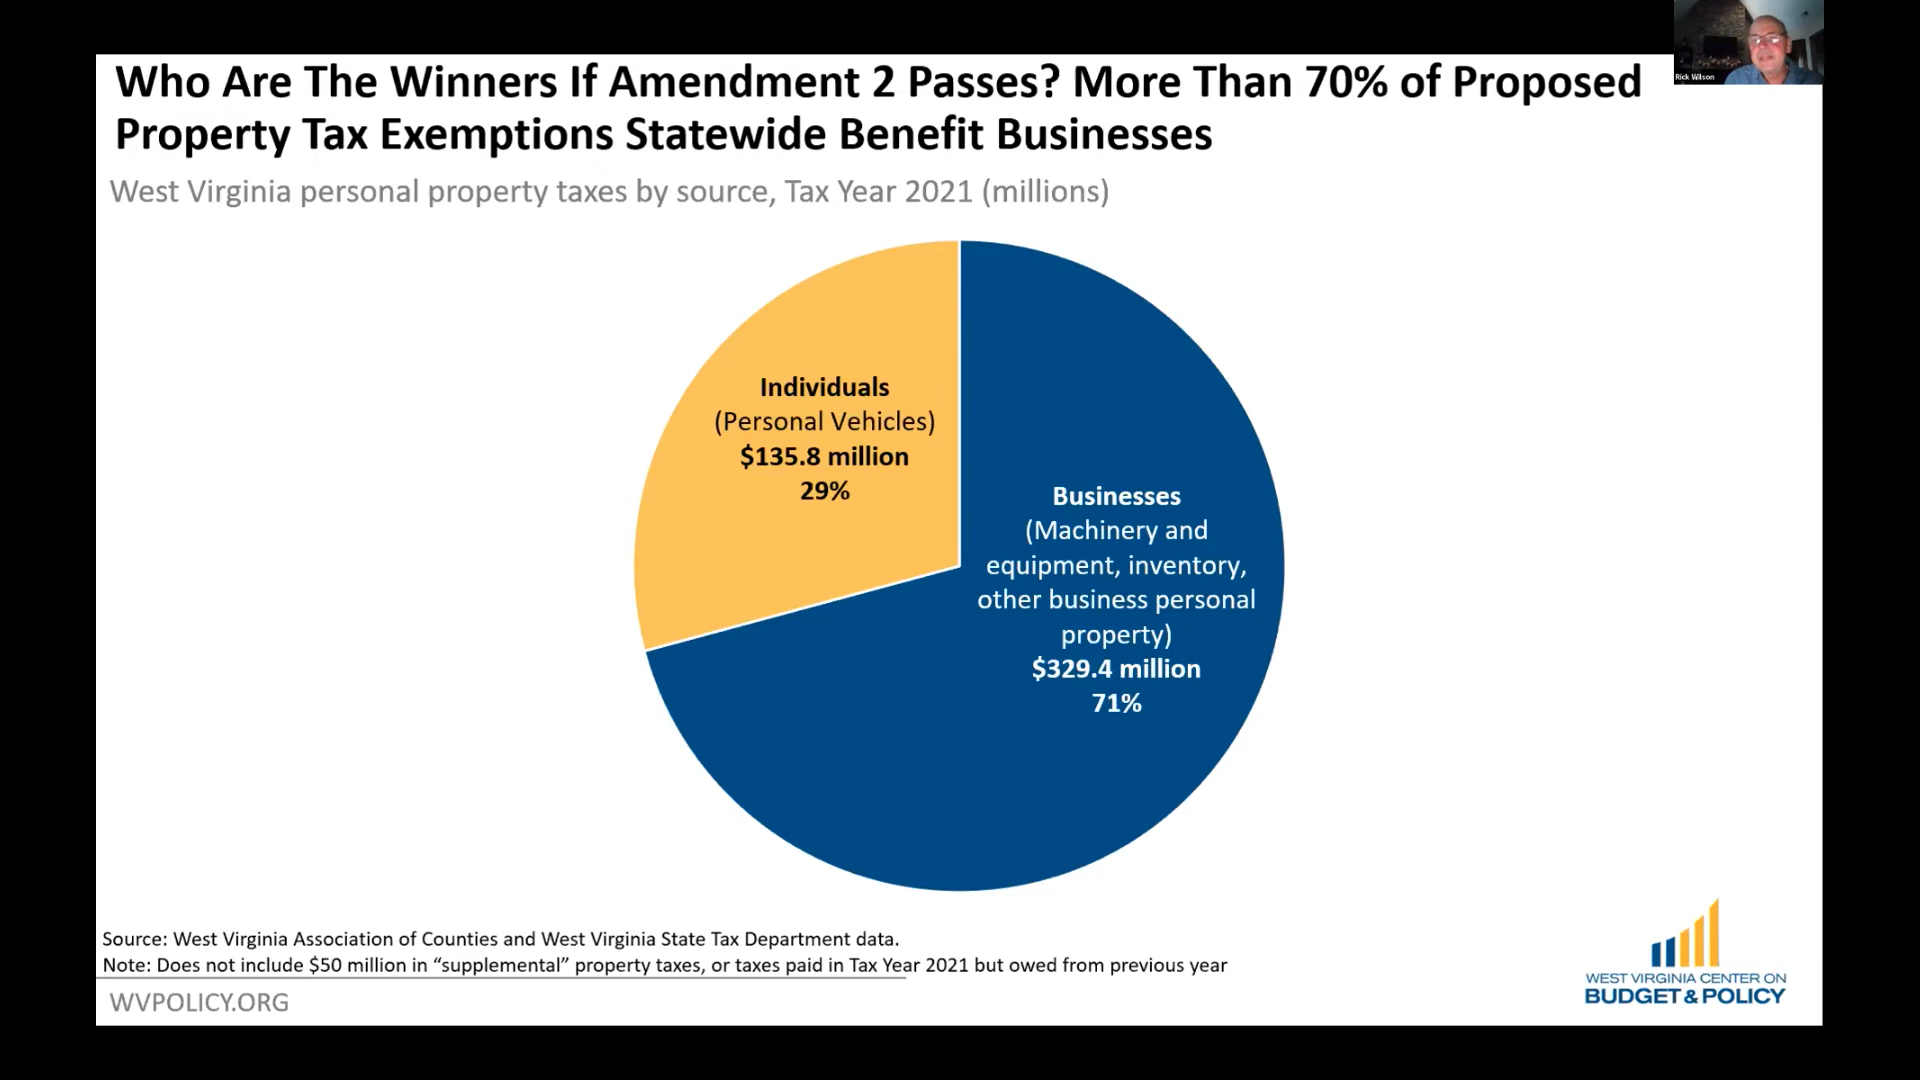 Rick Wilson
Who Are The Winners If Amendment 2 Passes? More Than 70% of Proposed
Property Tax Exemptions Statewide Benefit Businesses
West Virginia personal property taxes by source, Tax Year 2021 (millions)
Individuals
(Personal Vehicles)
$135.8 million
29%
Businesses
(Machinery and
equipment, inventory,
other business personal
property)
$329.4 million
71%
Source: West Virginia Association of Counties and West Virginia State Tax Department data.
Note: Does not include $50 million in “supplemental” property taxes, or taxes paid in Tax Year 2021 but owed from previous year
WVPOLICY.ORG
WEST VIRGINIA CENTER ON
BUDGET & POLICY